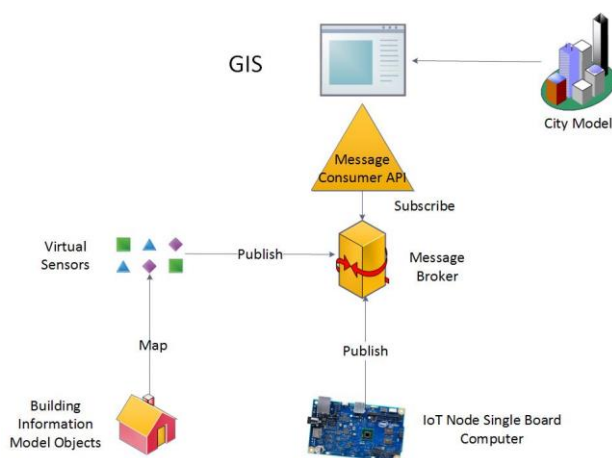 GIS
City Model
Message
Consumer API
Subscribe
Virtual
Sensors
Publish
Message
Broker
Map
Publish
Building
Information
Model Objects
IoT Node Single Board
Computer